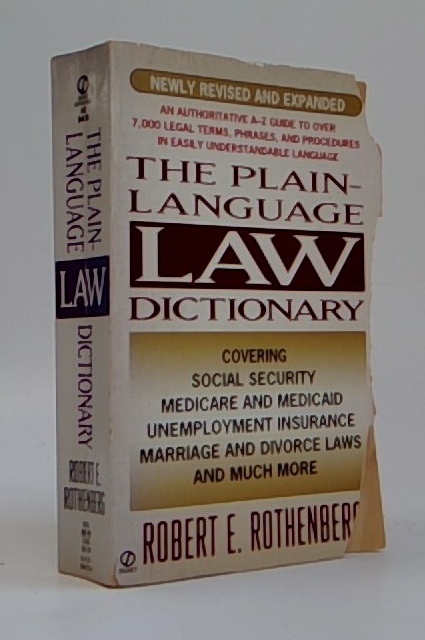 NEWLY REVISED AND EXPANDED
AN AUTHORITATIVE A-Z GUIDE TO OVER
7,000 LEGAL TERMS, PHRASES, AND PROCEDURES
IN EASILY UNDERSTANDABLE LANGUAGE
THE PLAIN-
LANGUAGE
LAW
DICTIONARY
COVERING
SOCIAL SECURITY
MEDICARE AND MEDICAID
UNEMPLOYMENT INSURANCE
MARRIAGE AND DIVORCE LAWS
AND MUCH MORE
ROBERT E. ROTHENBERG
SIGNET
THE PLAIN-
LANGUAGE
LAW
DICTIONARY
ROBERT E.
ROTHENBERG